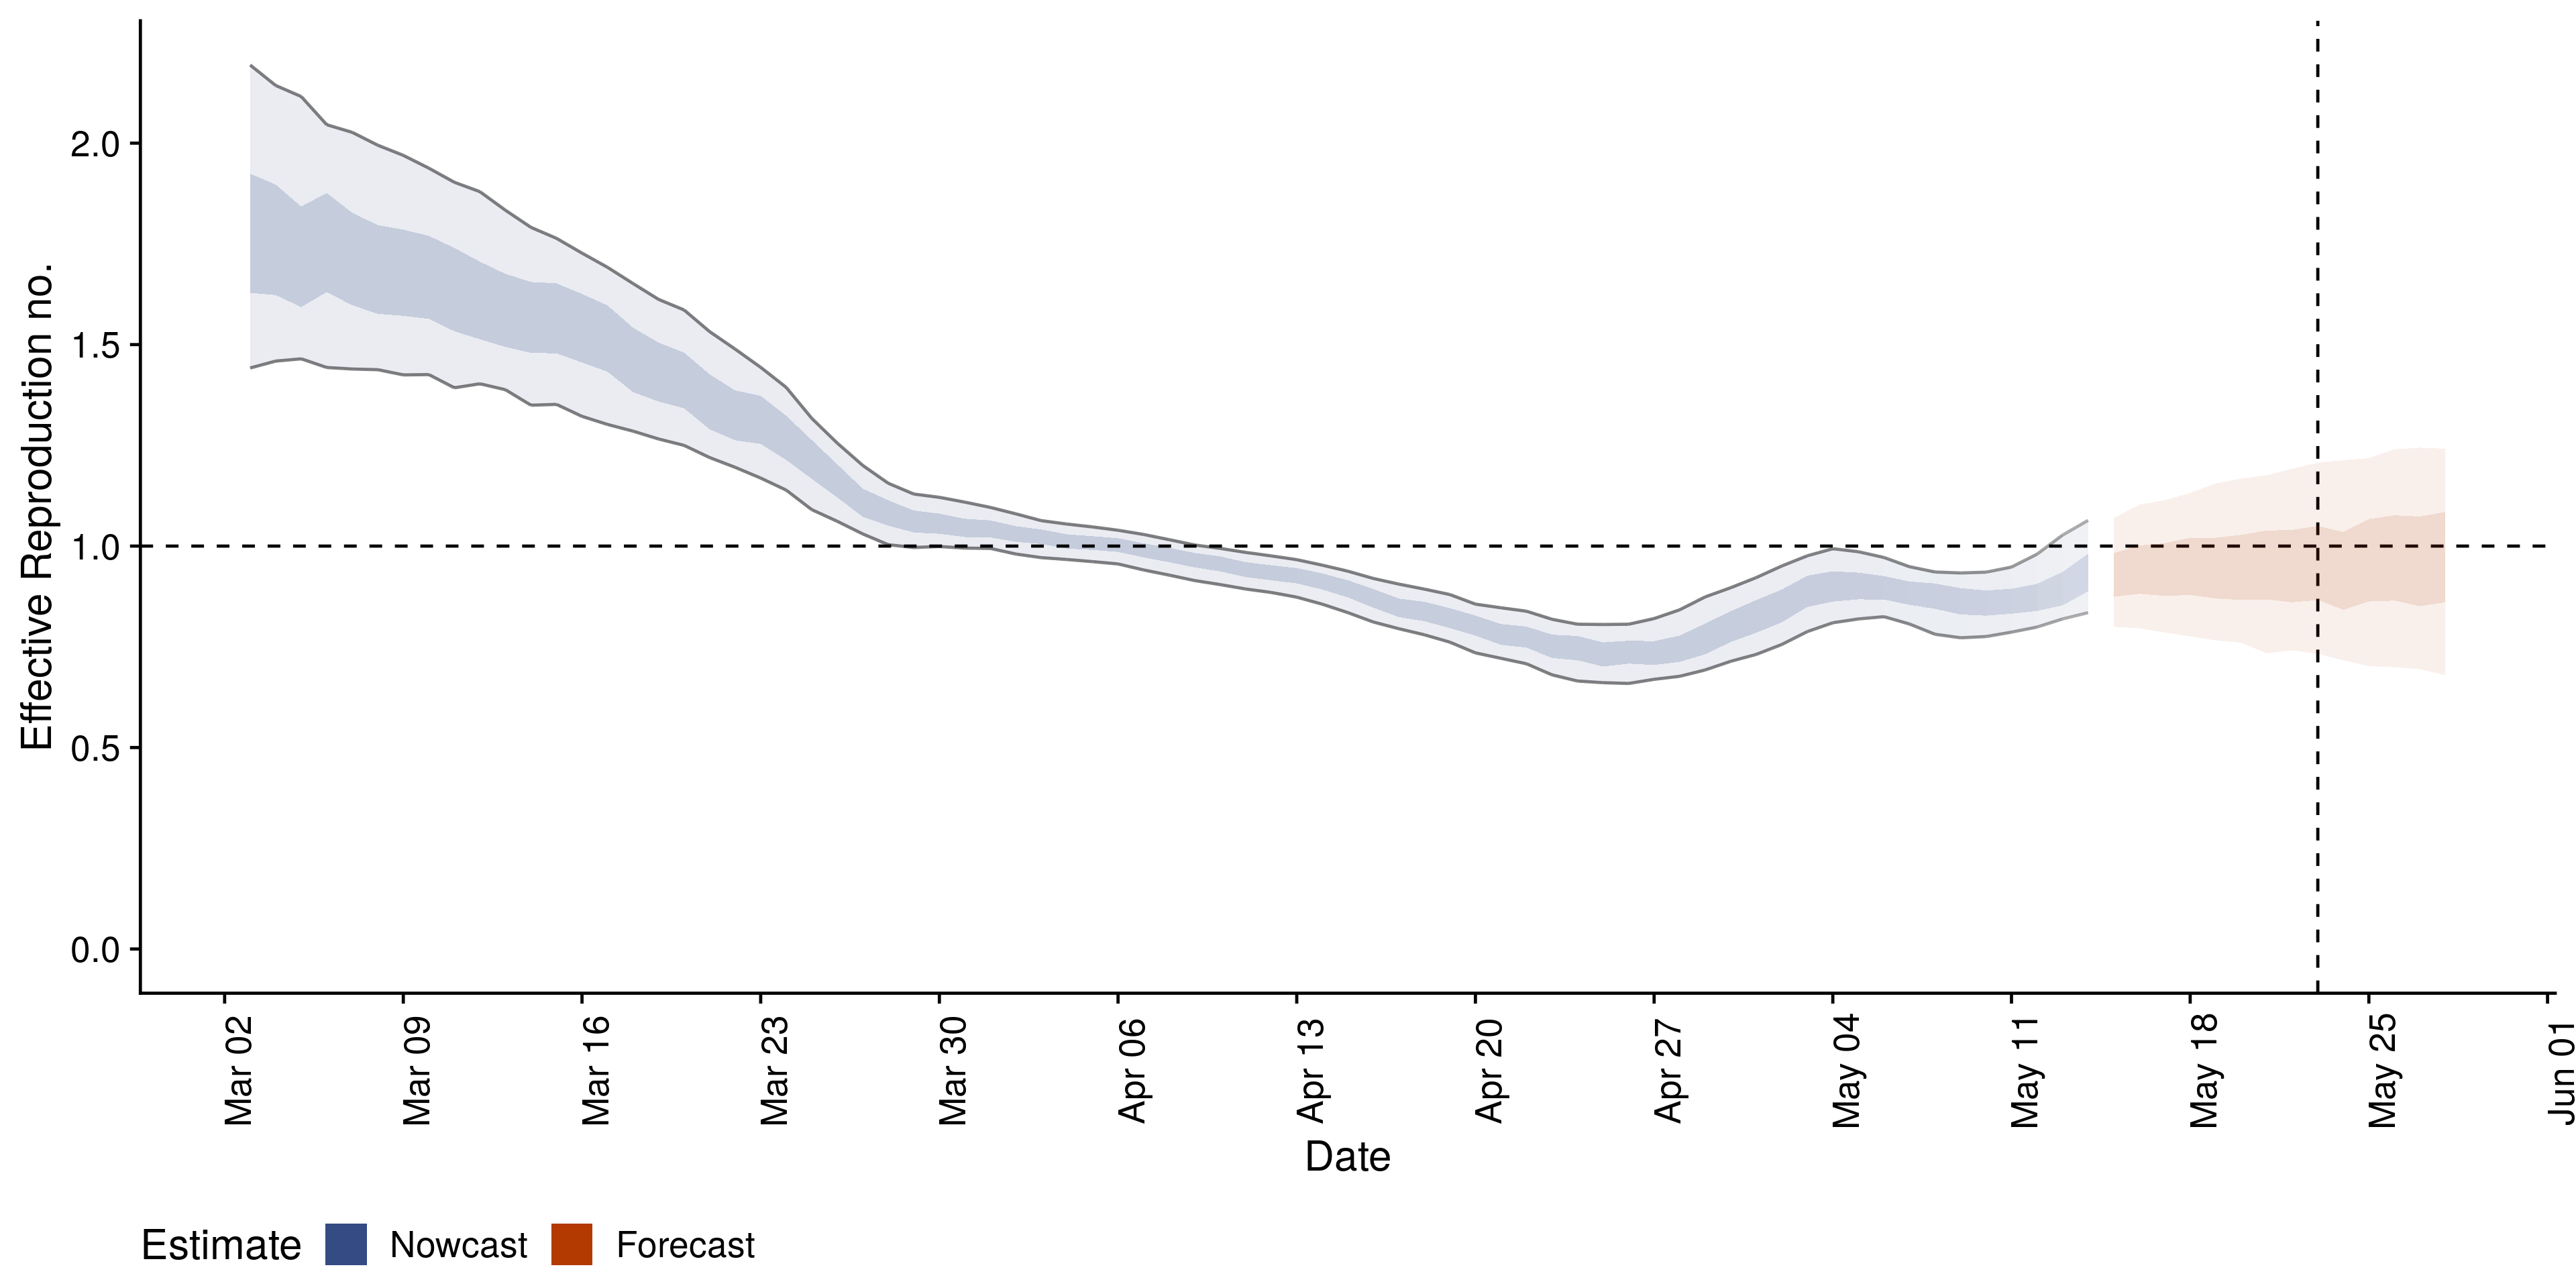 Effective Reproduction no.
2.0
1.5
1.0
0.5
0.0
Mar 02
Mar 09
Mar 16
Mar 23
Mar 30
Apr 06
Apr 13
Apr 20
Apr 27
May 04
May 11
May 18
May 25
Jun 01
Date
Estimate Nowcast Forecast